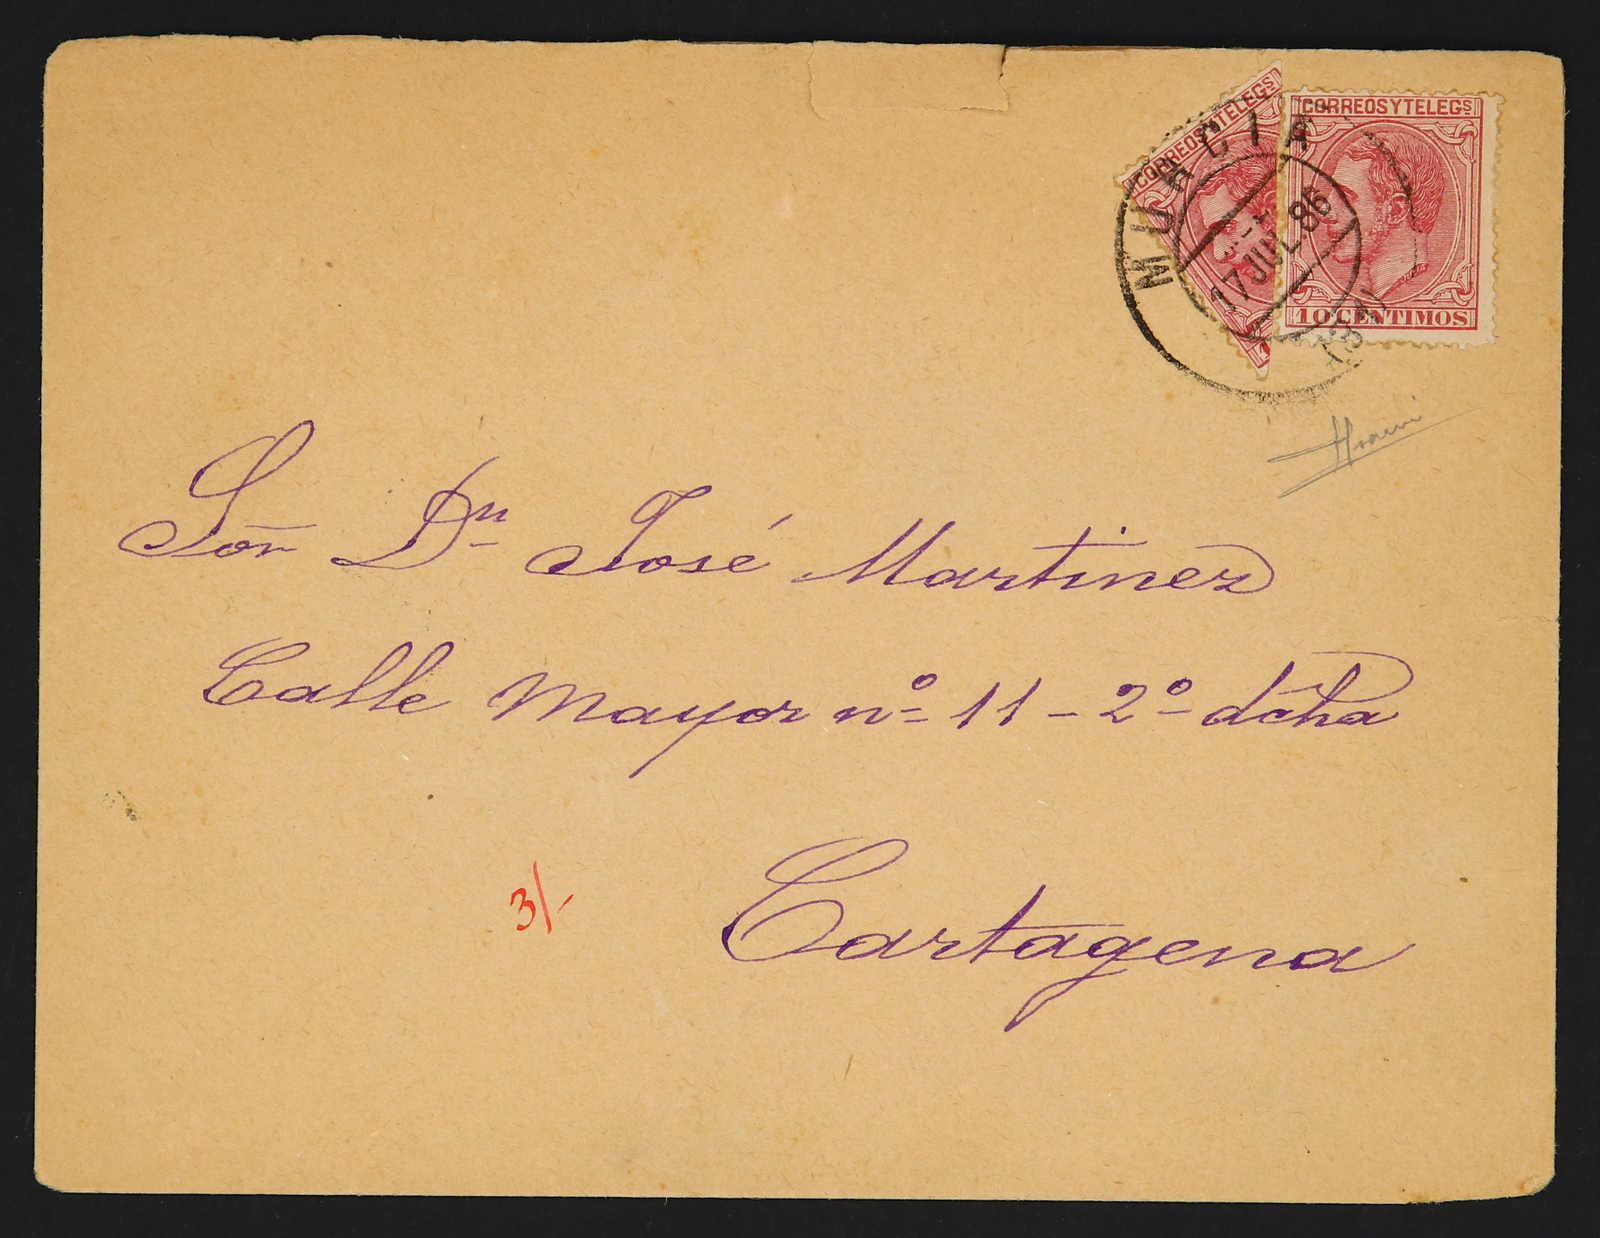 CORREOS Y TELEGS
CORREOS Y TELEGS
10 CENTIMOS
MURCIA
17 JUL. 86
Sor Dn José Martinez
Calle Mayor nº 11 - 2º dcha
3/-
Cartagena